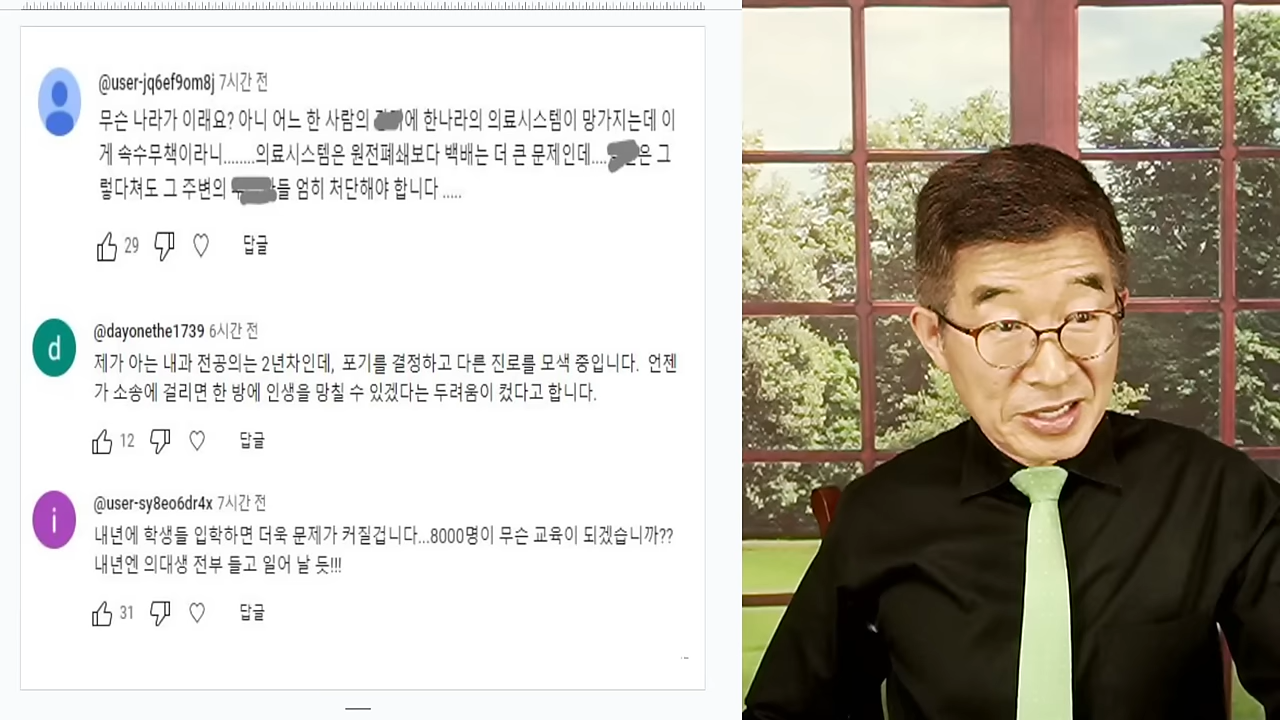 @user-jq6ef9om8j 7시간 전
무슨 나라가 이래요? 아니 어느 한 사람의 에 한나라의 의료시스템이 망가지는데 이
게 속수무책이라니........의료시스템은 원전폐쇄보다 백배는 더 큰 문제인데....은 그
렇다쳐도 그 주변의 들 엄히 처단해야 합니다 .....
29 답글
d
@dayonethe1739 6시간 전
제가 아는 내과 전공의는 2년차인데, 포기를 결정하고 다른 진로를 모색 중입니다. 언젠
가 소송에 걸리면 한 방에 인생을 망칠 수 있겠다는 두려움이 컸다고 합니다.
12 답글
i
@user-sy8eo6dr4x 7시간 전
내년에 학생들 입학하면 더욱 문제가 커질겁니다...8000명이 무슨 교육이 되겠습니까??
내년엔 의대생 전부 들고 일어 날 듯!!!
31 답글